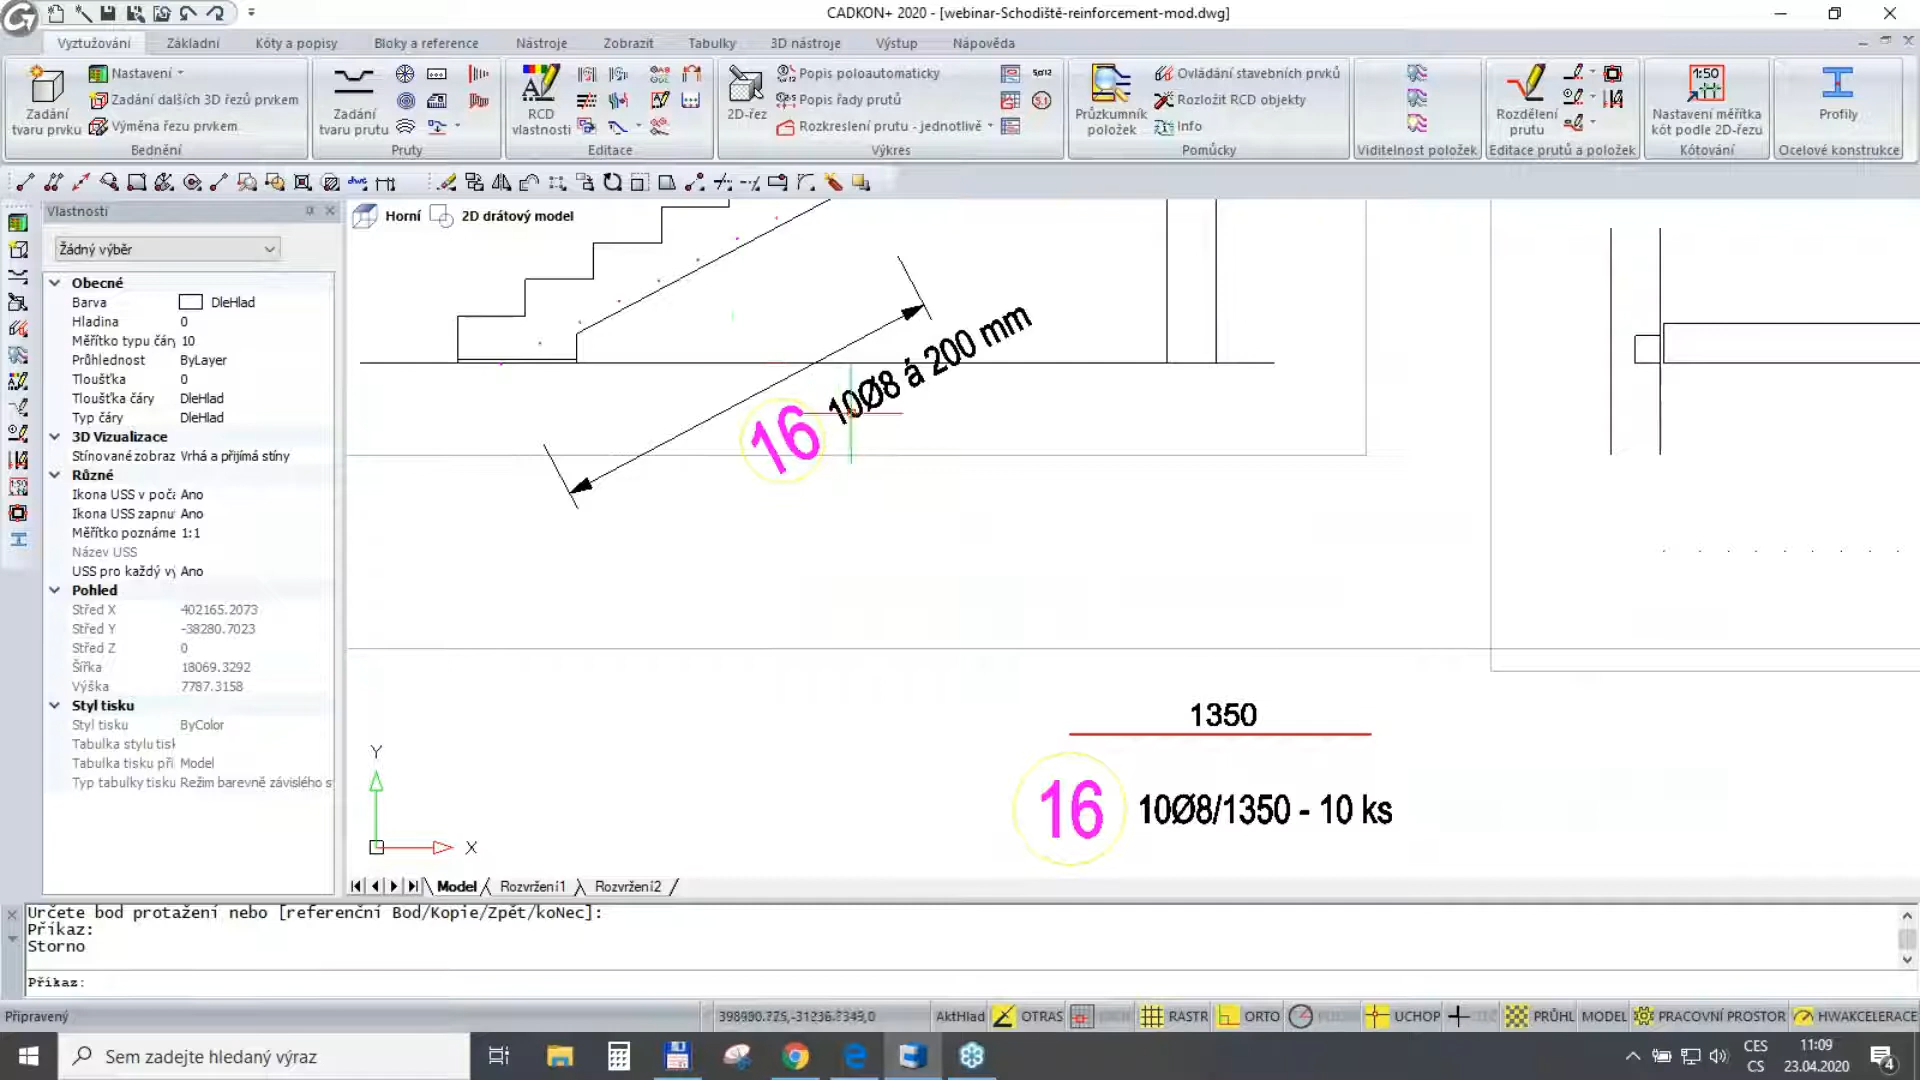 CADKON+ 2020 - [webinar-Schodiště-reinforcement-mod.dwg]
Vyztužování Základní Kóty a popisy Bloky a reference Nástroje Zobrazit Tabulky 3D nástroje Výstup Nápověda
Zadání tvaru prvku
Nastavení
Zadání dalších 3D řezů prvkem
Výměna řezu prvkem
Bednění
Zadání tvaru prutu
Pruty
RCD vlastnosti
Editace
2D-řez
Popis poloautomaticky
Popis řady prutů
Rozkreslení prutu - jednotlivě
Výkres
Průzkumník položek
Ovládání stavebních prvků
Rozložit RCD objekty
Info
Pomůcky
Viditelnost položek
Rozdělení prutu
Editace prutů a položek
1:50
Nastavení měřítka kót podle 2D-řezu
Kótování
Profily
Ocelové konstrukce
Vlastnosti
Žádný výběr
Obecné
Barva DleHlad
Hladina 0
Měřítko typu čár 10
Průhlednost ByLayer
Tloušťka 0
Tloušťka čáry DleHlad
Typ čáry DleHlad
3D Vizualizace
Stínované zobraz Vrhá a přijímá stíny
Různé
Ikona USS v poča Ano
Ikona USS zapnu Ano
Měřítko poznáme 1:1
Název USS
USS pro každý vý Ano
Pohled
Střed X 402165.2073
Střed Y -38280.7023
Střed Z 0
Šířka 18069.3292
Výška 7787.3158
Styl tisku
Styl tisku ByColor
Tabulka stylu tisk
Tabulka tisku při Model
Typ tabulky tisku Režim barevně závislého s
Horní 2D drátový model
16 10Ø8 á 200 mm
1350
16 10Ø8/1350 - 10 ks
Y
X
Model Rozvržení1 Rozvržení2
Určete bod protažení nebo [referenční Bod/Kopie/Zpět/koNec]:
Příkaz:
Storno
Příkaz:
Připravený
AktHlad OTRAS RASTR ORTO UCHOP PRŮHL MODEL PRACOVNÍ PROSTOR HWAKCELERACE
Sem zadejte hledaný výraz
CES
CS
11:09
23.04.2020
4